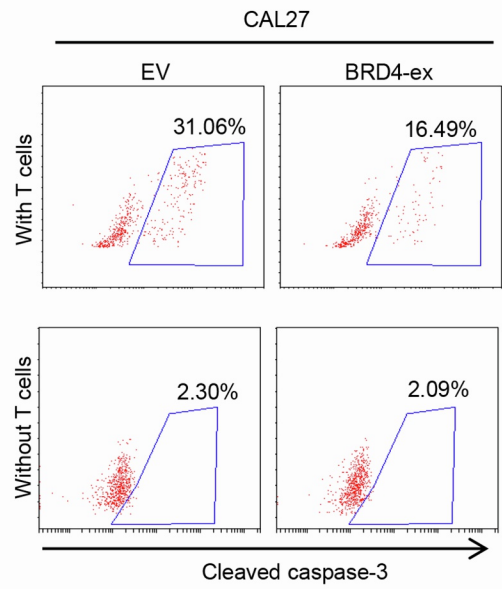 CAL27
EV
BRD4-ex
With T cells
31.06%
16.49%
Without T cells
2.30%
2.09%
Cleaved caspase-3